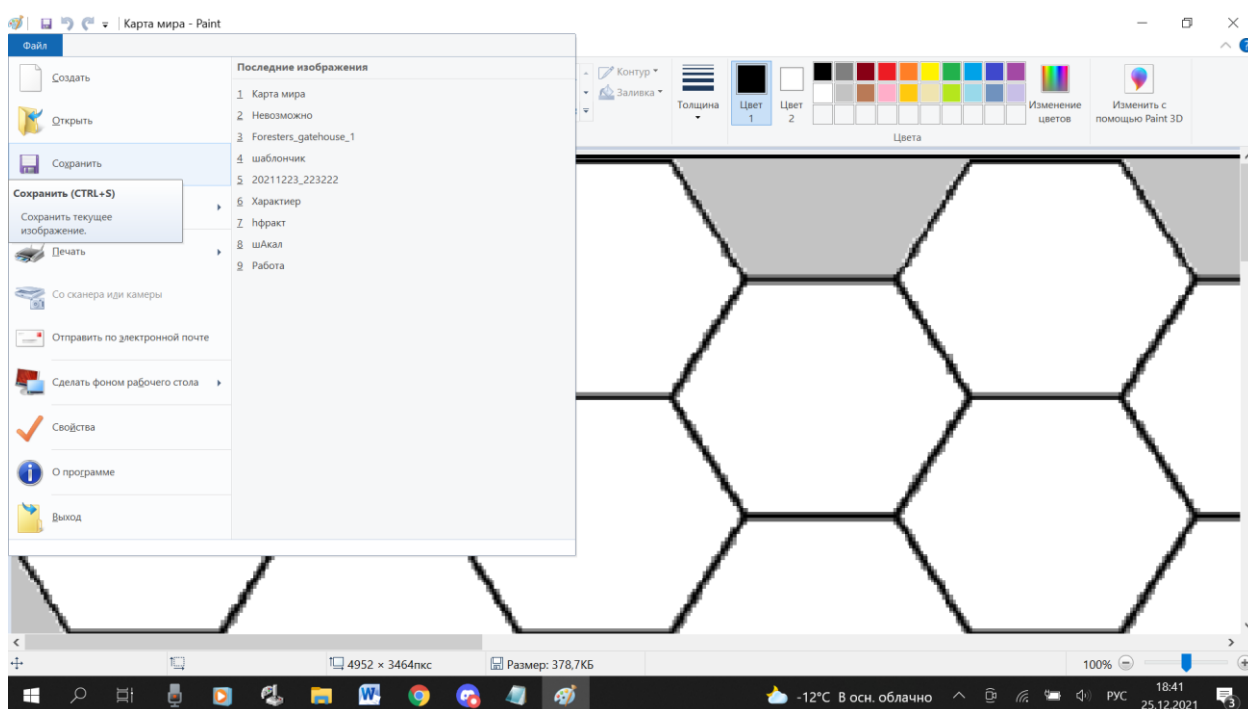 Карта мира - Paint
Файл
Создать
Открыть
Сохранить
Сохранить (CTRL+S)
Сохранить текущее
изображение.
Печать
Со сканера или камеры
Отправить по электронной почте
Сделать фоном рабочего стола
Свойства
О программе
Выход
Последние изображения
1 Карта мира
2 Невозможно
3 Foresters_gatehouse_1
4 шаблончик
5 20211223_223222
6 Характиер
7 hфракт
8 шАкал
9 Работа
Контур
Заливка
Толщина
Цвет
1
Цвет
2
Изменение
цветов
Изменить с
помощью Paint 3D
Цвета
4952 × 3464пкс
Размер: 378,7КБ
100%
-12°C В осн. облачно
РУС
18:41
25.12.2021
3